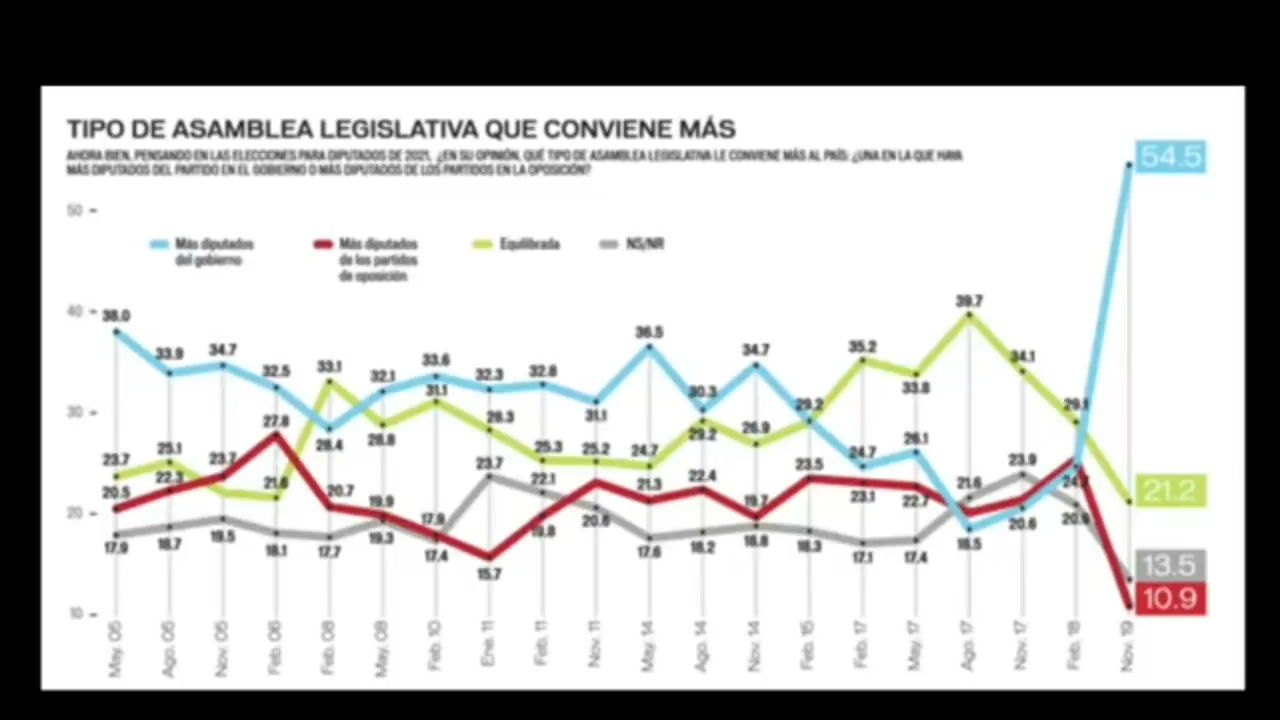 TIPO DE ASAMBLEA LEGISLATIVA QUE CONVIENE MÁS
AHORA BIEN, PENSANDO EN LAS ELECCIONES PARA DIPUTADOS DE 2021, ¿EN SU OPINIÓN, QUÉ TIPO DE ASAMBLEA LEGISLATIVA LE CONVIENE MÁS AL PAÍS: ¿UNA EN LA QUE HAYA
MÁS DIPUTADOS DEL PARTIDO EN EL GOBIERNO O MÁS DIPUTADOS DE LOS PARTIDOS EN LA OPOSICIÓN?
54.5
50
Más diputados
del gobierno
Más diputados
de los partidos
de oposición
Equilibrada
NS/NR
40
38.0 33.9 34.7 32.5 33.1 32.1 33.6 32.3 32.8 31.1 36.5 30.3 34.7 29.2 35.2 33.8 39.7 34.1 29.1
30
23.7 25.1 23.7 27.8 28.4 28.8 31.1 28.3 25.3 25.2 24.7 29.2 26.9 23.5 24.7 26.1 21.6 23.9
20.5 22.3 21.6 20.7 19.9 17.9 23.7 22.1 21.3 22.4 19.7 23.1 22.7
21.2
20
17.9 18.7 19.5 18.1 17.7 19.3 17.4 15.7 19.8 17.6 18.2 18.8 18.3 17.1 17.4 18.5 20.6 20.9
13.5
10.9
10
May. 05 Ago. 05 Nov. 05 Feb. 06 Feb. 08 May. 08 Feb. 10 Ene. 11 Feb. 11 Nov. 11 May. 14 Ago. 14 Nov. 14 Feb. 15 Feb. 17 May. 17 Ago. 17 Nov. 17 Feb. 18 Nov. 19